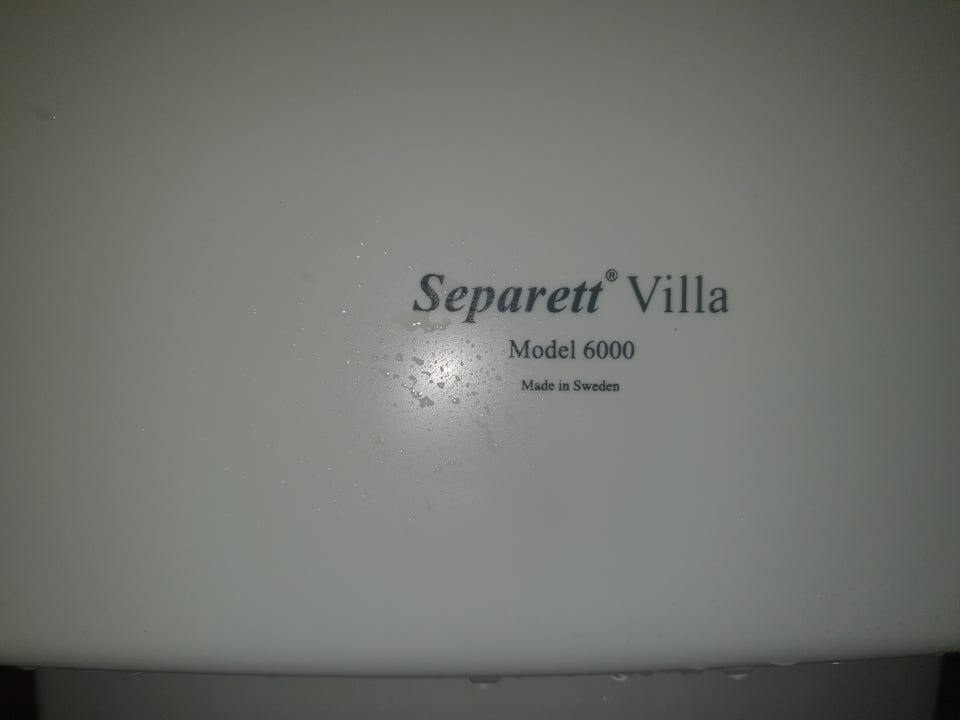 Separett® Villa
Model 6000
Made in Sweden